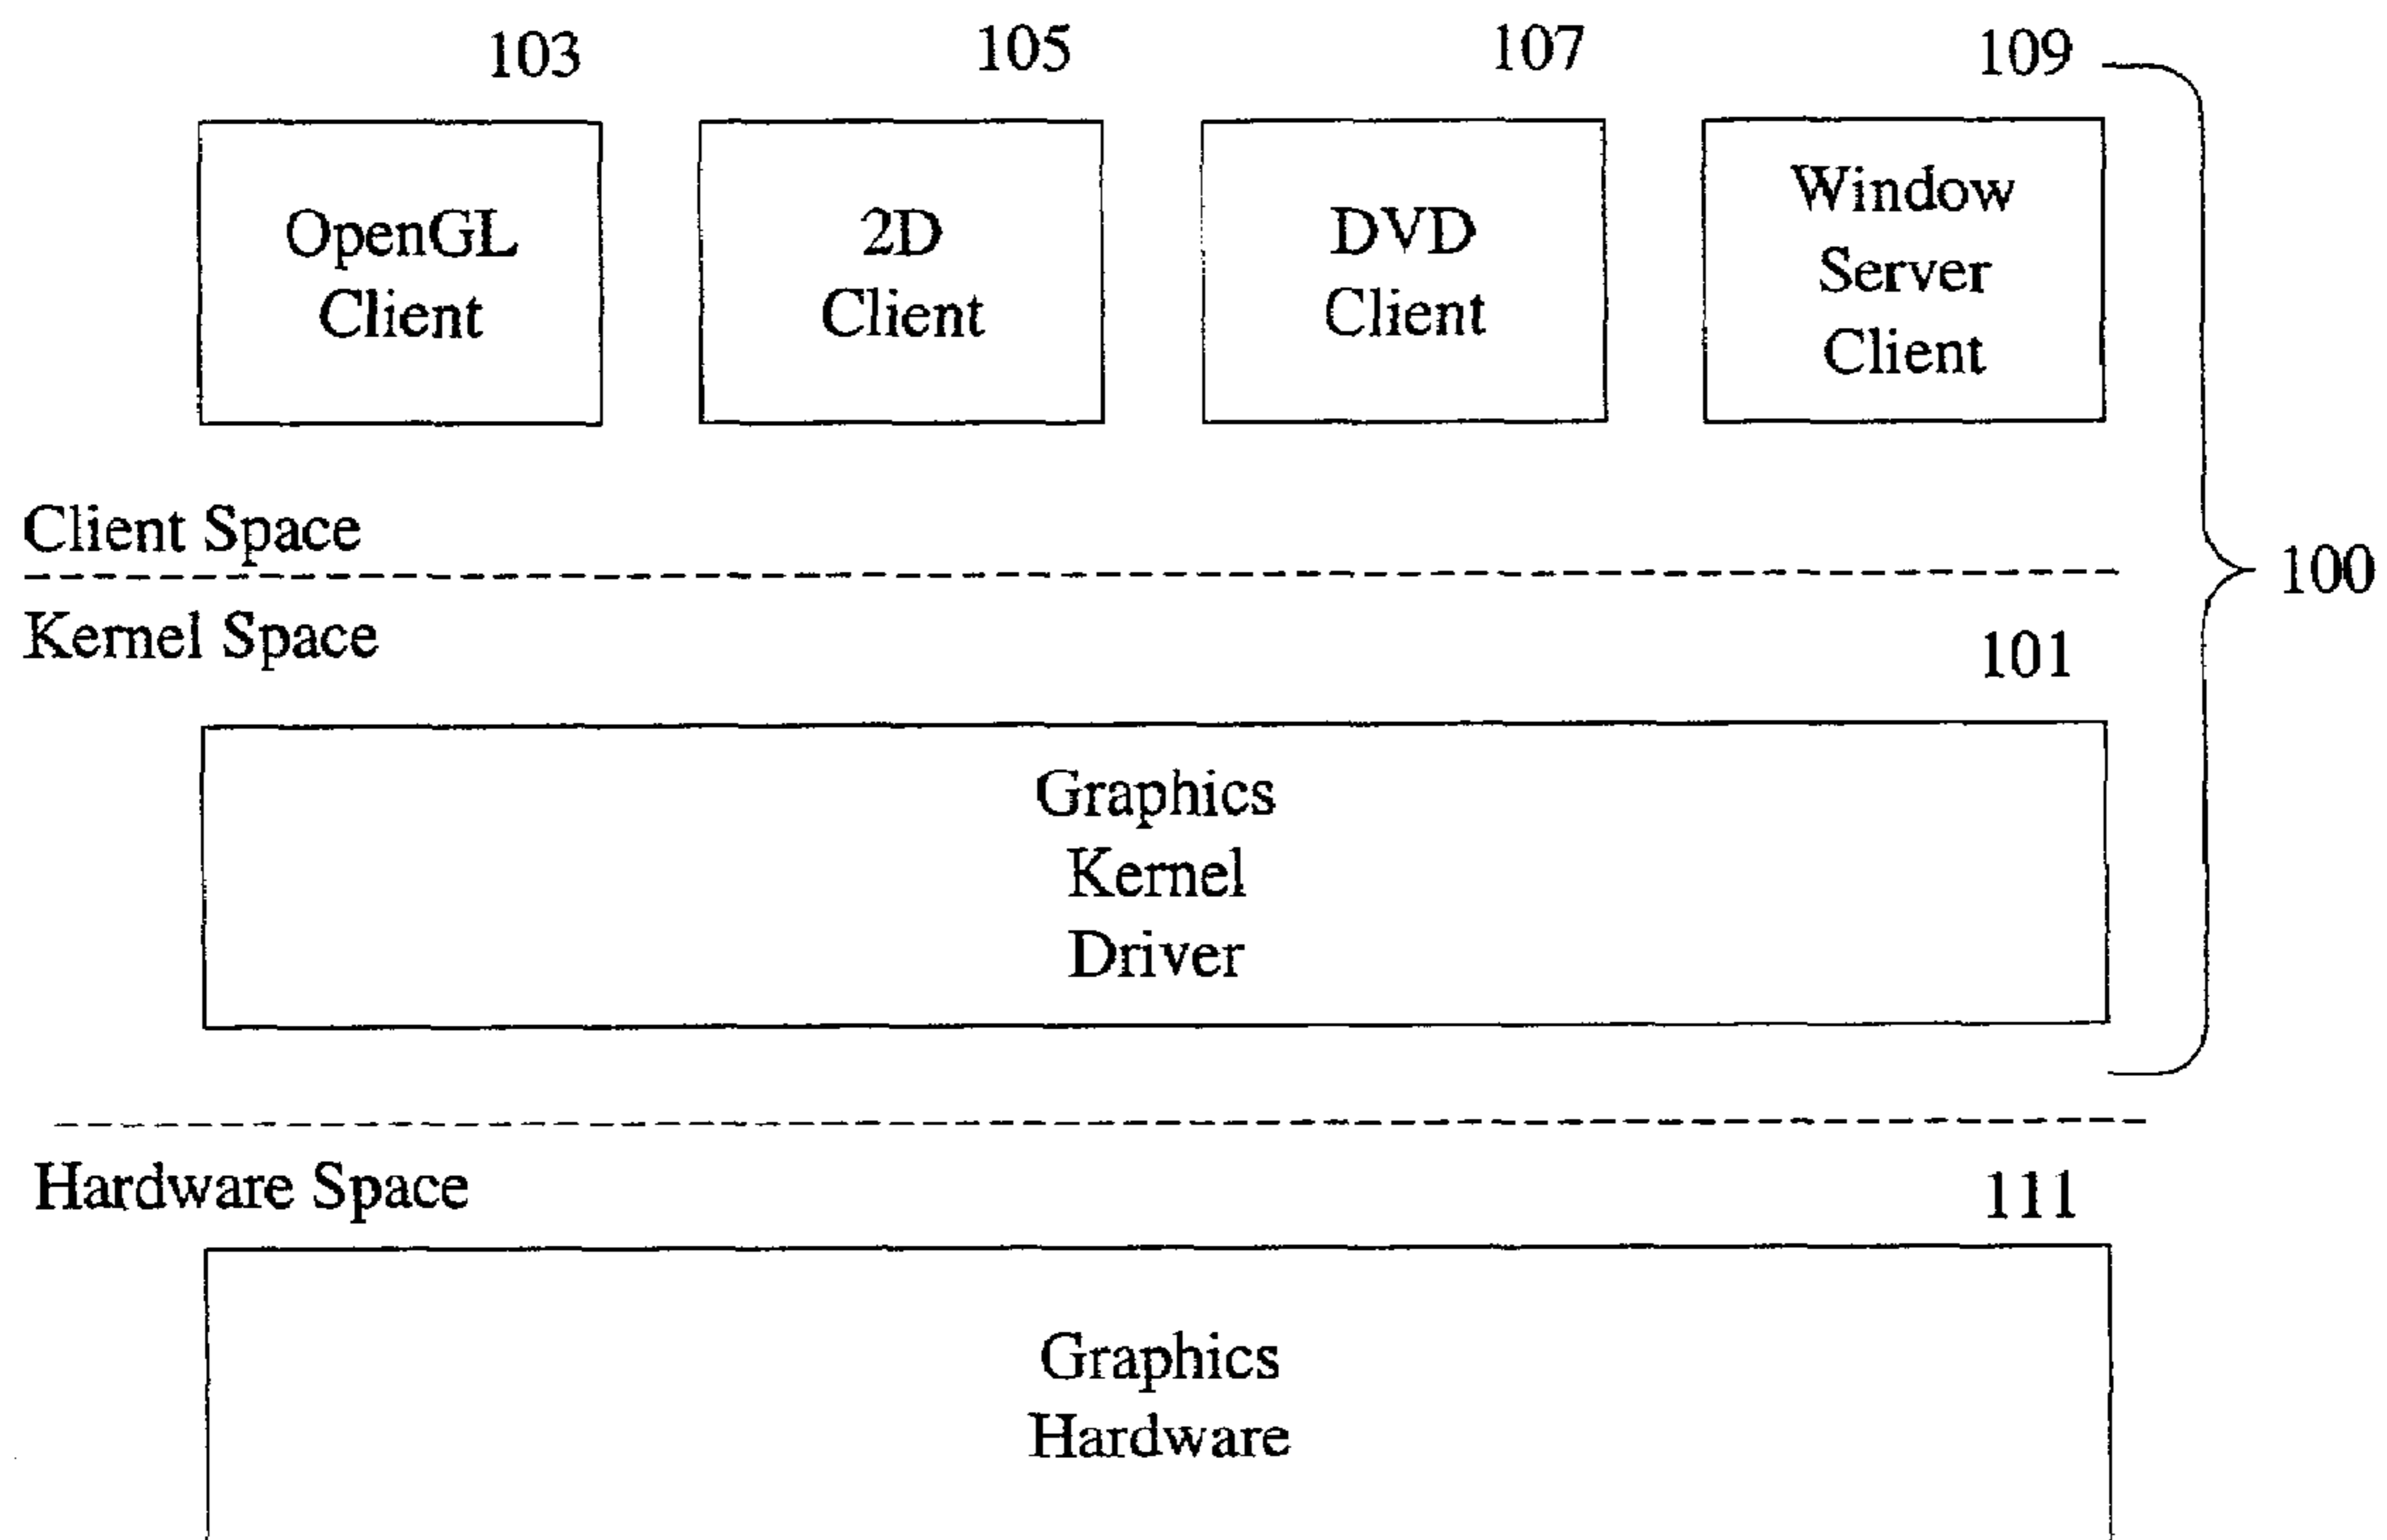 103
105
107
109
OpenGL
Client
2D
Client
DVD
Client
Window
Server
Client
Client Space
100
Kernel Space
101
Graphics
Kernel
Driver
Hardware Space
111
Graphics
Hardware